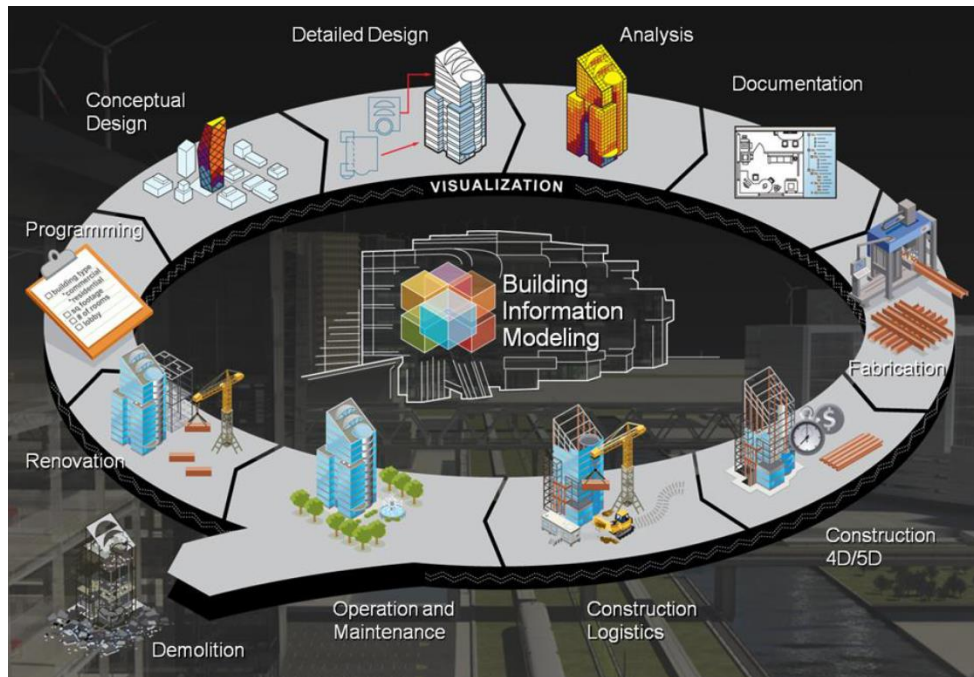 Detailed Design
Analysis
Documentation
Conceptual
Design
VISUALIZATION
Programming
building type
*commercial
*residential
sq footage
# of rooms
lobby
Building
Information
Modeling
$
Fabrication
Renovation
Construction
4D/5D
Operation and
Maintenance
Construction
Logistics
Demolition